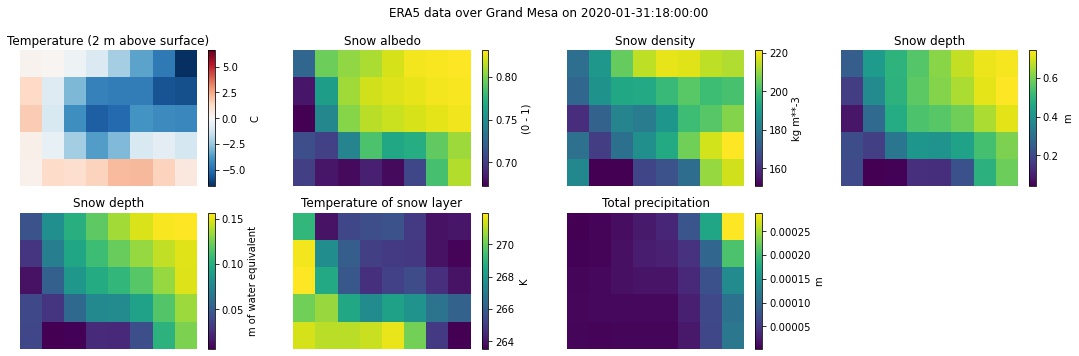 ERA5 data over Grand Mesa on 2020-01-31:18:00:00
Temperature (2 m above surface)
5.0
2.5
0.0
−2.5
−5.0
C
Snow albedo
0.80
0.75
0.70
(0 - 1)
Snow density
220
200
180
160
kg m**-3
Snow depth
0.6
0.4
0.2
m
Snow depth
0.15
0.10
0.05
m of water equivalent
Temperature of snow layer
270
268
266
264
K
Total precipitation
0.00025
0.00020
0.00015
0.00010
0.00005
m